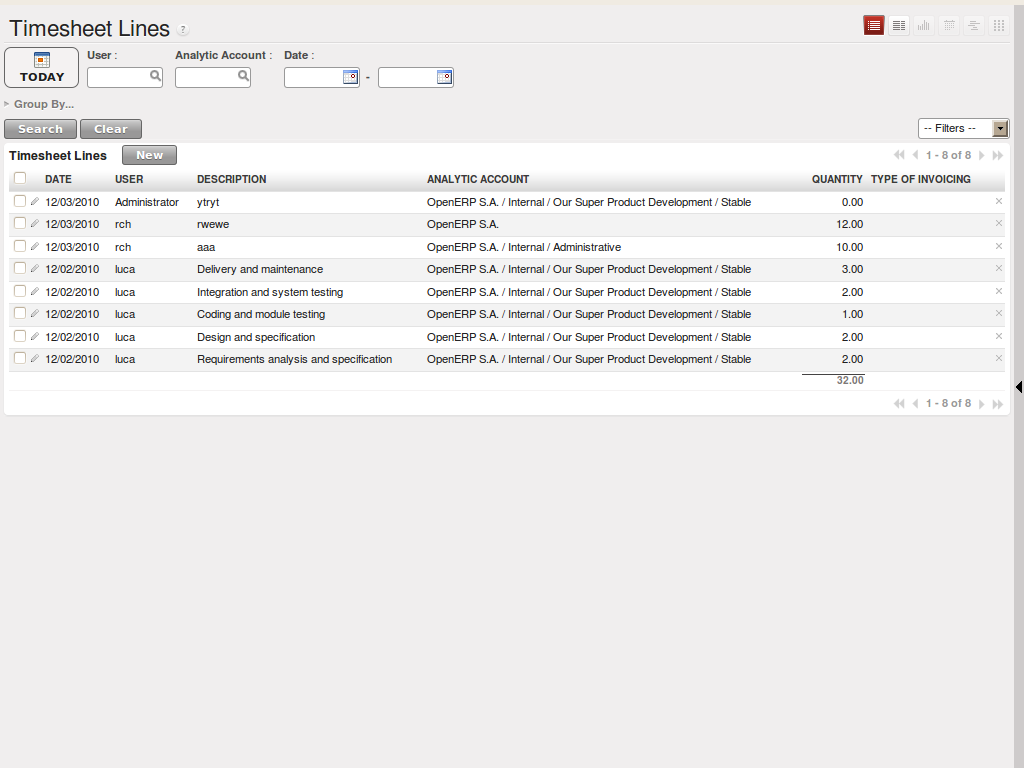 Timesheet Lines ?
TODAY
User :
Analytic Account :
Date :
-
Group By...
Search
Clear
-- Filters --
Timesheet Lines
New
1 - 8 of 8
DATE USER DESCRIPTION ANALYTIC ACCOUNT QUANTITY TYPE OF INVOICING
12/03/2010 Administrator ytryt OpenERP S.A. / Internal / Our Super Product Development / Stable 0.00
12/03/2010 rch rwewe OpenERP S.A. 12.00
12/03/2010 rch aaa OpenERP S.A. / Internal / Administrative 10.00
12/02/2010 luca Delivery and maintenance OpenERP S.A. / Internal / Our Super Product Development / Stable 3.00
12/02/2010 luca Integration and system testing OpenERP S.A. / Internal / Our Super Product Development / Stable 2.00
12/02/2010 luca Coding and module testing OpenERP S.A. / Internal / Our Super Product Development / Stable 1.00
12/02/2010 luca Design and specification OpenERP S.A. / Internal / Our Super Product Development / Stable 2.00
12/02/2010 luca Requirements analysis and specification OpenERP S.A. / Internal / Our Super Product Development / Stable 2.00
32.00
1 - 8 of 8